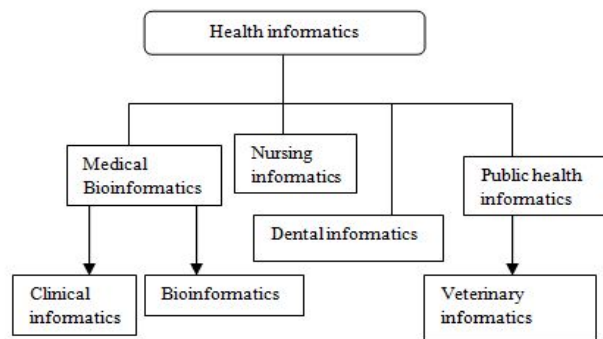 Health informatics
Medical
Bioinformatics
Nursing
informatics
Dental informatics
Public health
informatics
Clinical
informatics
Bioinformatics
Veterinary
informatics